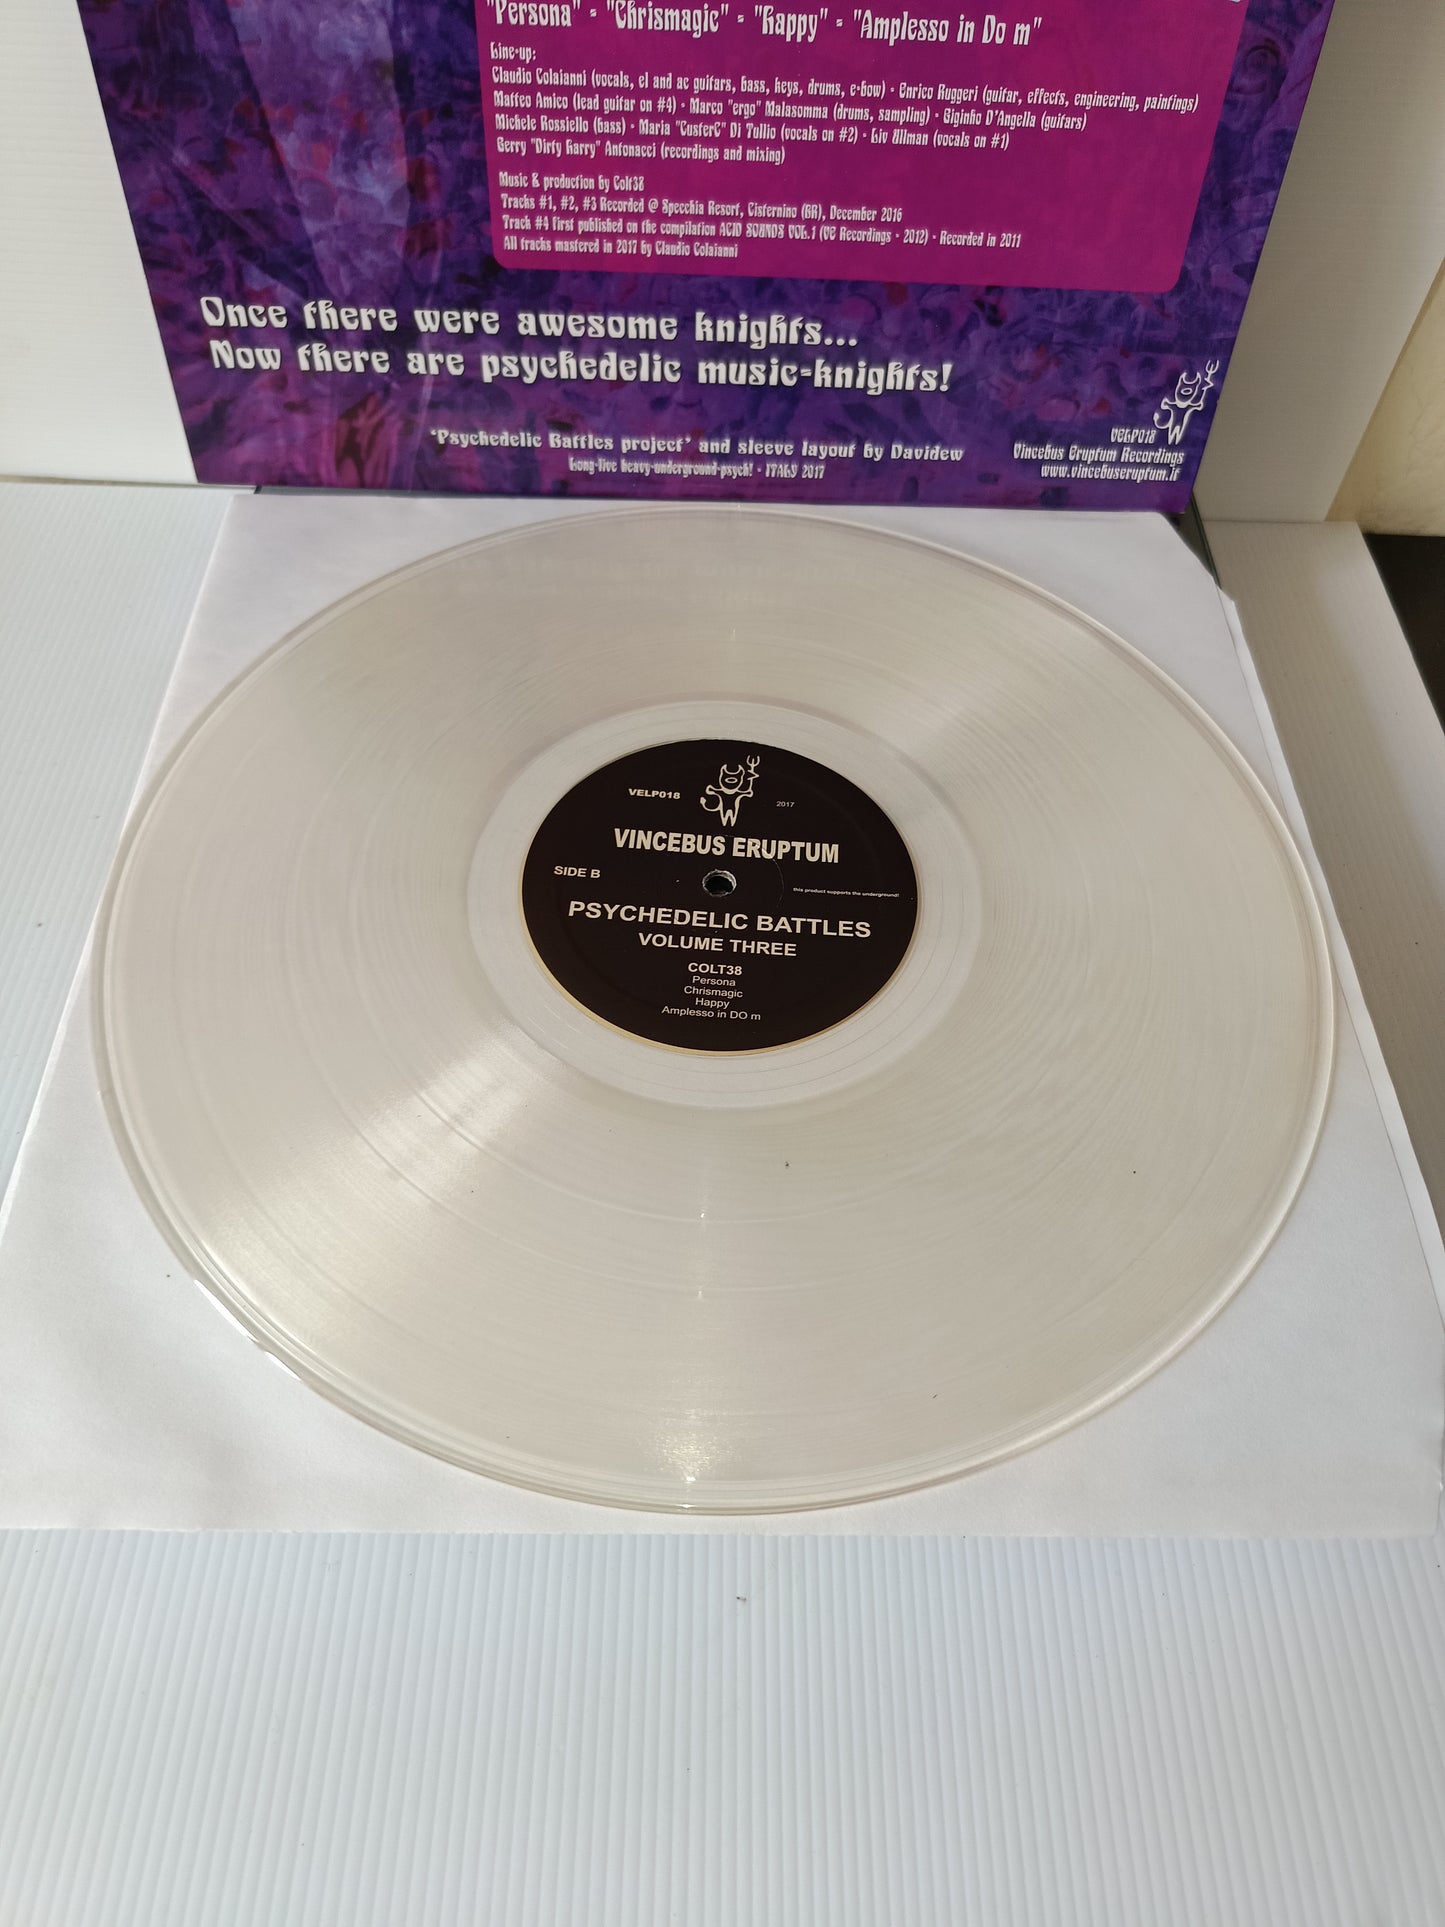 "Persona" - "Chrismagic" - "Happy" - "Amplesso in Do m"
Line-up:
Claudio Colaianni (vocals, el and ac guitars, bass, keys, drums, e-bow) - Enrico Ruggeri (guitar, effects, engineering, paintings)
Matteo Amico (lead guitar on #4) - Marco "ergo" Malasomma (drums, sampling) - Giginho D'Angella (guitars)
Michele Rossiello (bass) - Maria "CusterC" Di Tullio (vocals on #2) - Liv Ullman (vocals on #1)
Gerry "Dirty Harry" Antonacci (recordings and mixing)
Music & production by Colt38
Tracks #1, #2, #3 Recorded @ Specchia Resort, Cisternino (BR), December 2016
Track #4 first published on the compilation ACID SOUNDS VOL.1 (VE Recordings - 2012) - Recorded in 2011
All tracks mastered in 2017 by Claudio Colaianni
Once there were awesome knights...
Now there are psychedelic music-knights!
'Psychedelic Battles project' and sleeve layout by Davidew
Long-live heavy-underground-psych! - ITALY 2017
VELP018
Vincebus Eruptum Recordings
www.vincebuseruptum.it
VELP018
2017
VINCEBUS ERUPTUM
SIDE B
this product supports the underground!
PSYCHEDELIC BATTLES
VOLUME THREE
COLT38
Persona
Chrismagic
Happy
Amplesso in DO m